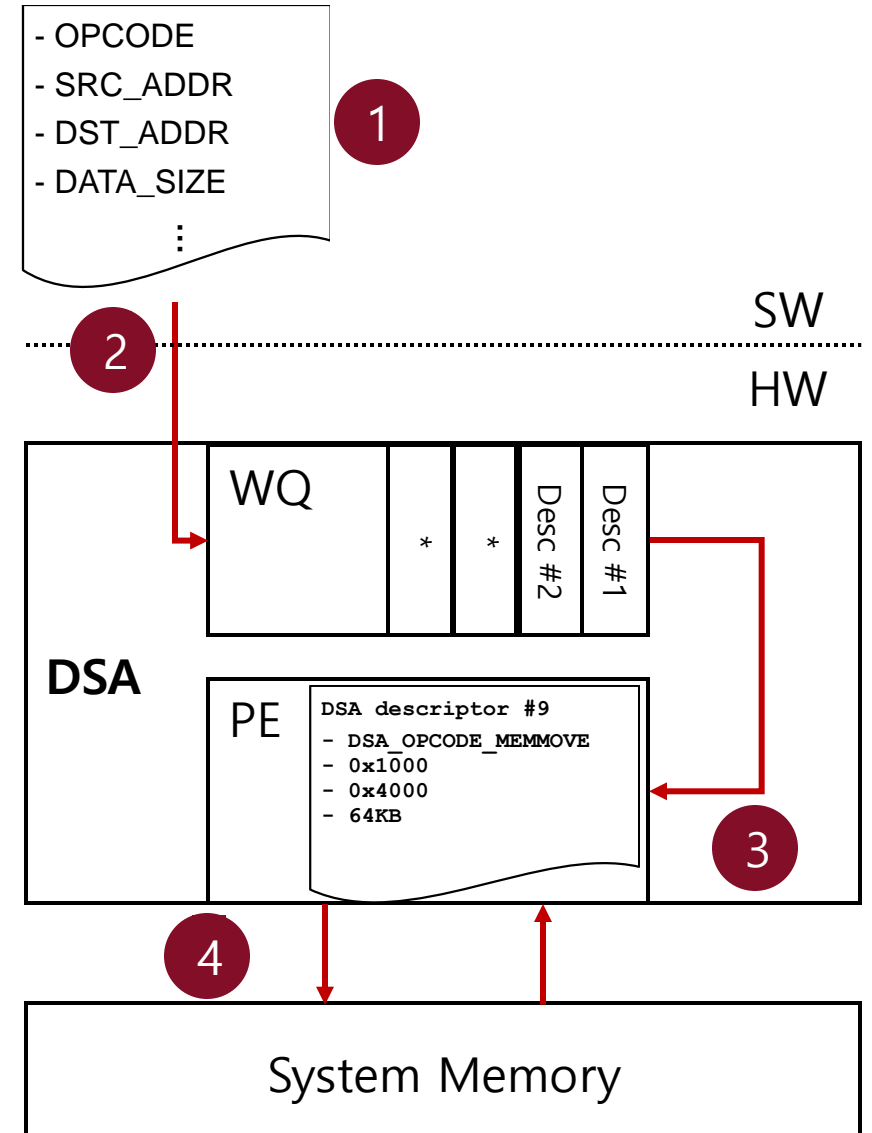 - OPCODE
- SRC_ADDR
- DST_ADDR
- DATA_SIZE
...
1
SW
2
HW
WQ
*
*
Desc #2
Desc #1
DSA
PE
DSA descriptor #9
- DSA_OPCODE_MEMMOVE
- 0x1000
- 0x4000
- 64KB
3
4
System Memory